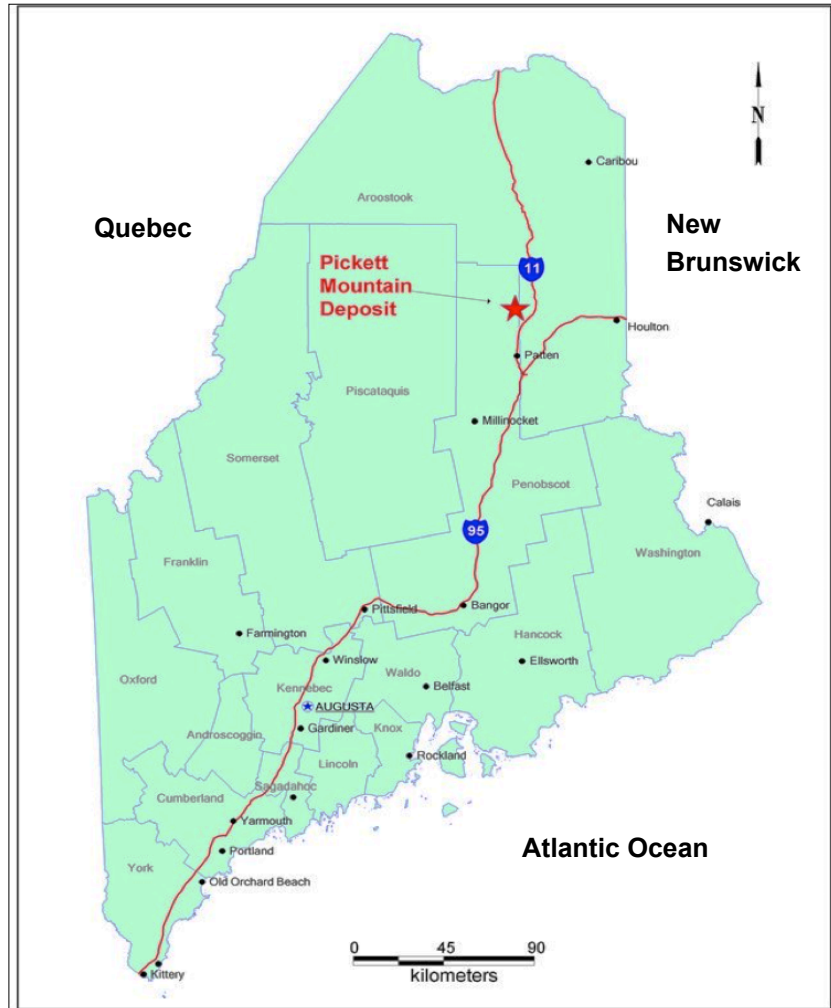 N
Caribou
Aroostook
Quebec
New
Brunswick
Pickett
Mountain
Deposit
11
Houlton
Patten
Piscataquis
Millinocket
Somerset
Penobscot
Calais
95
Washington
Franklin
Pittsfield
Bangor
Farmington
Hancock
Winslow
Waldo
Ellsworth
Oxford
Kennebec
Belfast
AUGUSTA
Androscoggin
Gardiner
Knox
Rockland
Lincoln
Sagadahoc
Cumberland
Yarmouth
Atlantic Ocean
Portland
York
Old Orchard Beach
0 45 90
kilometers
Kittery